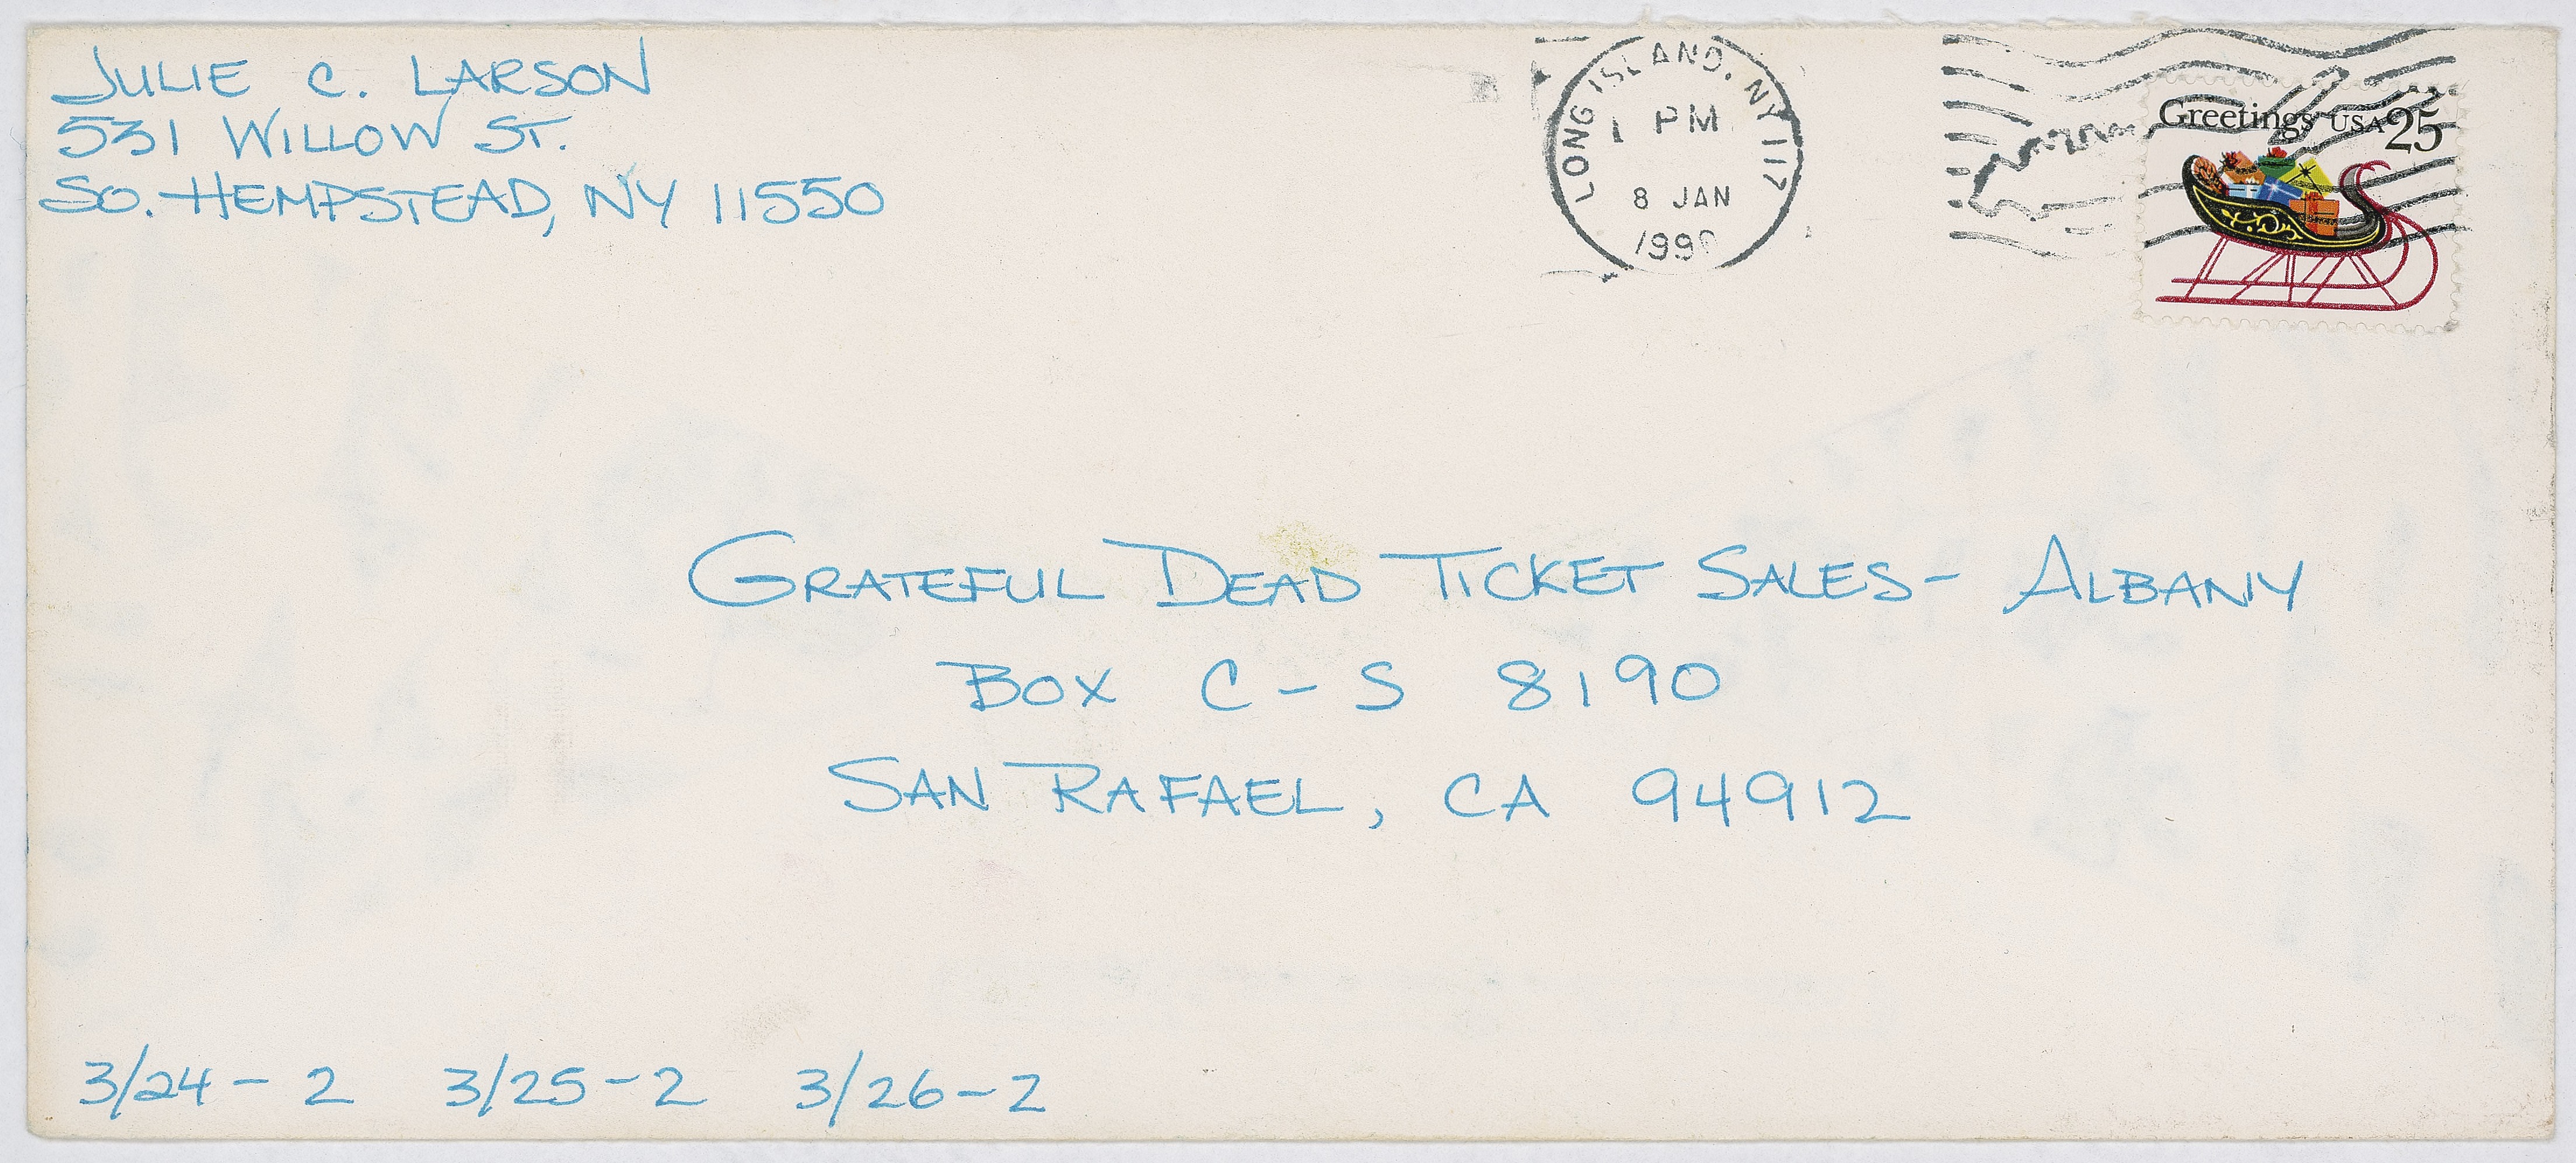 JULIE C. LARSON
531 WILLOW ST.
SO. HEMPSTEAD, NY 11550
LONG ISLAND, NY 117
1 PM
8 JAN
1990
Greetings USA 25
GRATEFUL DEAD TICKET SALES- ALBANY
BOX C-S 8190
SAN RAFAEL, CA 94912
3/24-2 3/25-2 3/26-2